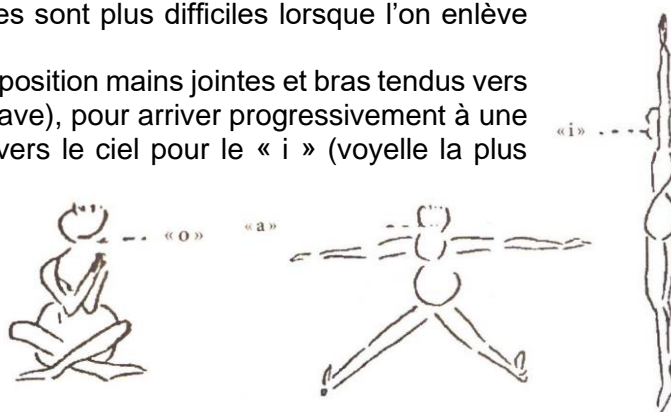 es sont plus difficiles lorsque l'on enlève
position mains jointes et bras tendus vers
ave), pour arriver progressivement à une
vers le ciel pour le « i » (voyelle la plus
«i»
«o»
«a»